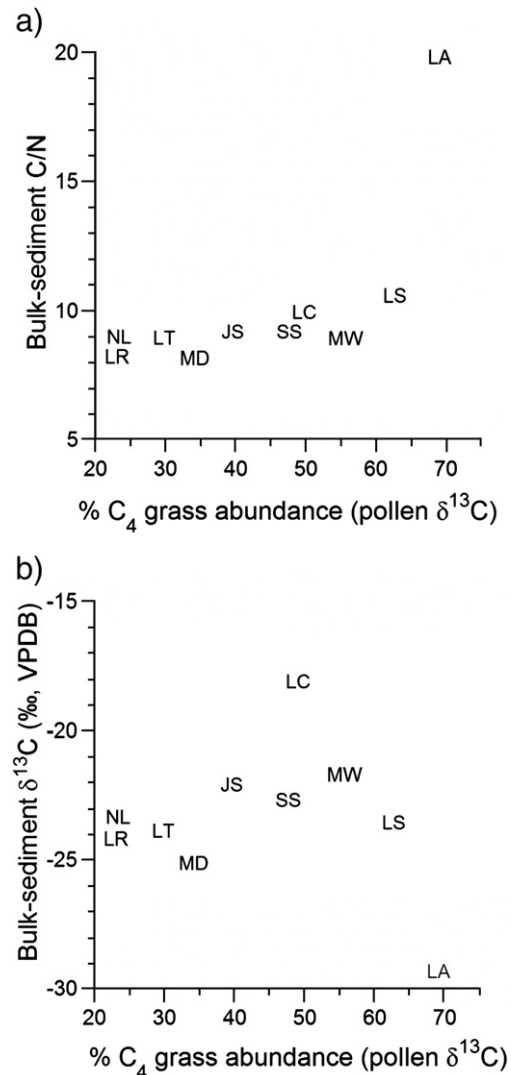 a)
20
LA
15
Bulk-sediment C/N
10
LS
LC
NL LT JS SS MW
LR MD
5
20 30 40 50 60 70
% C₄ grass abundance (pollen δ¹³C)
b)
-15
LC
-20
Bulk-sediment δ¹³C (‰, VPDB)
MW
JS
SS
NL LS
LR LT
-25
MD
LA
-30
20 30 40 50 60 70
% C₄ grass abundance (pollen δ¹³C)